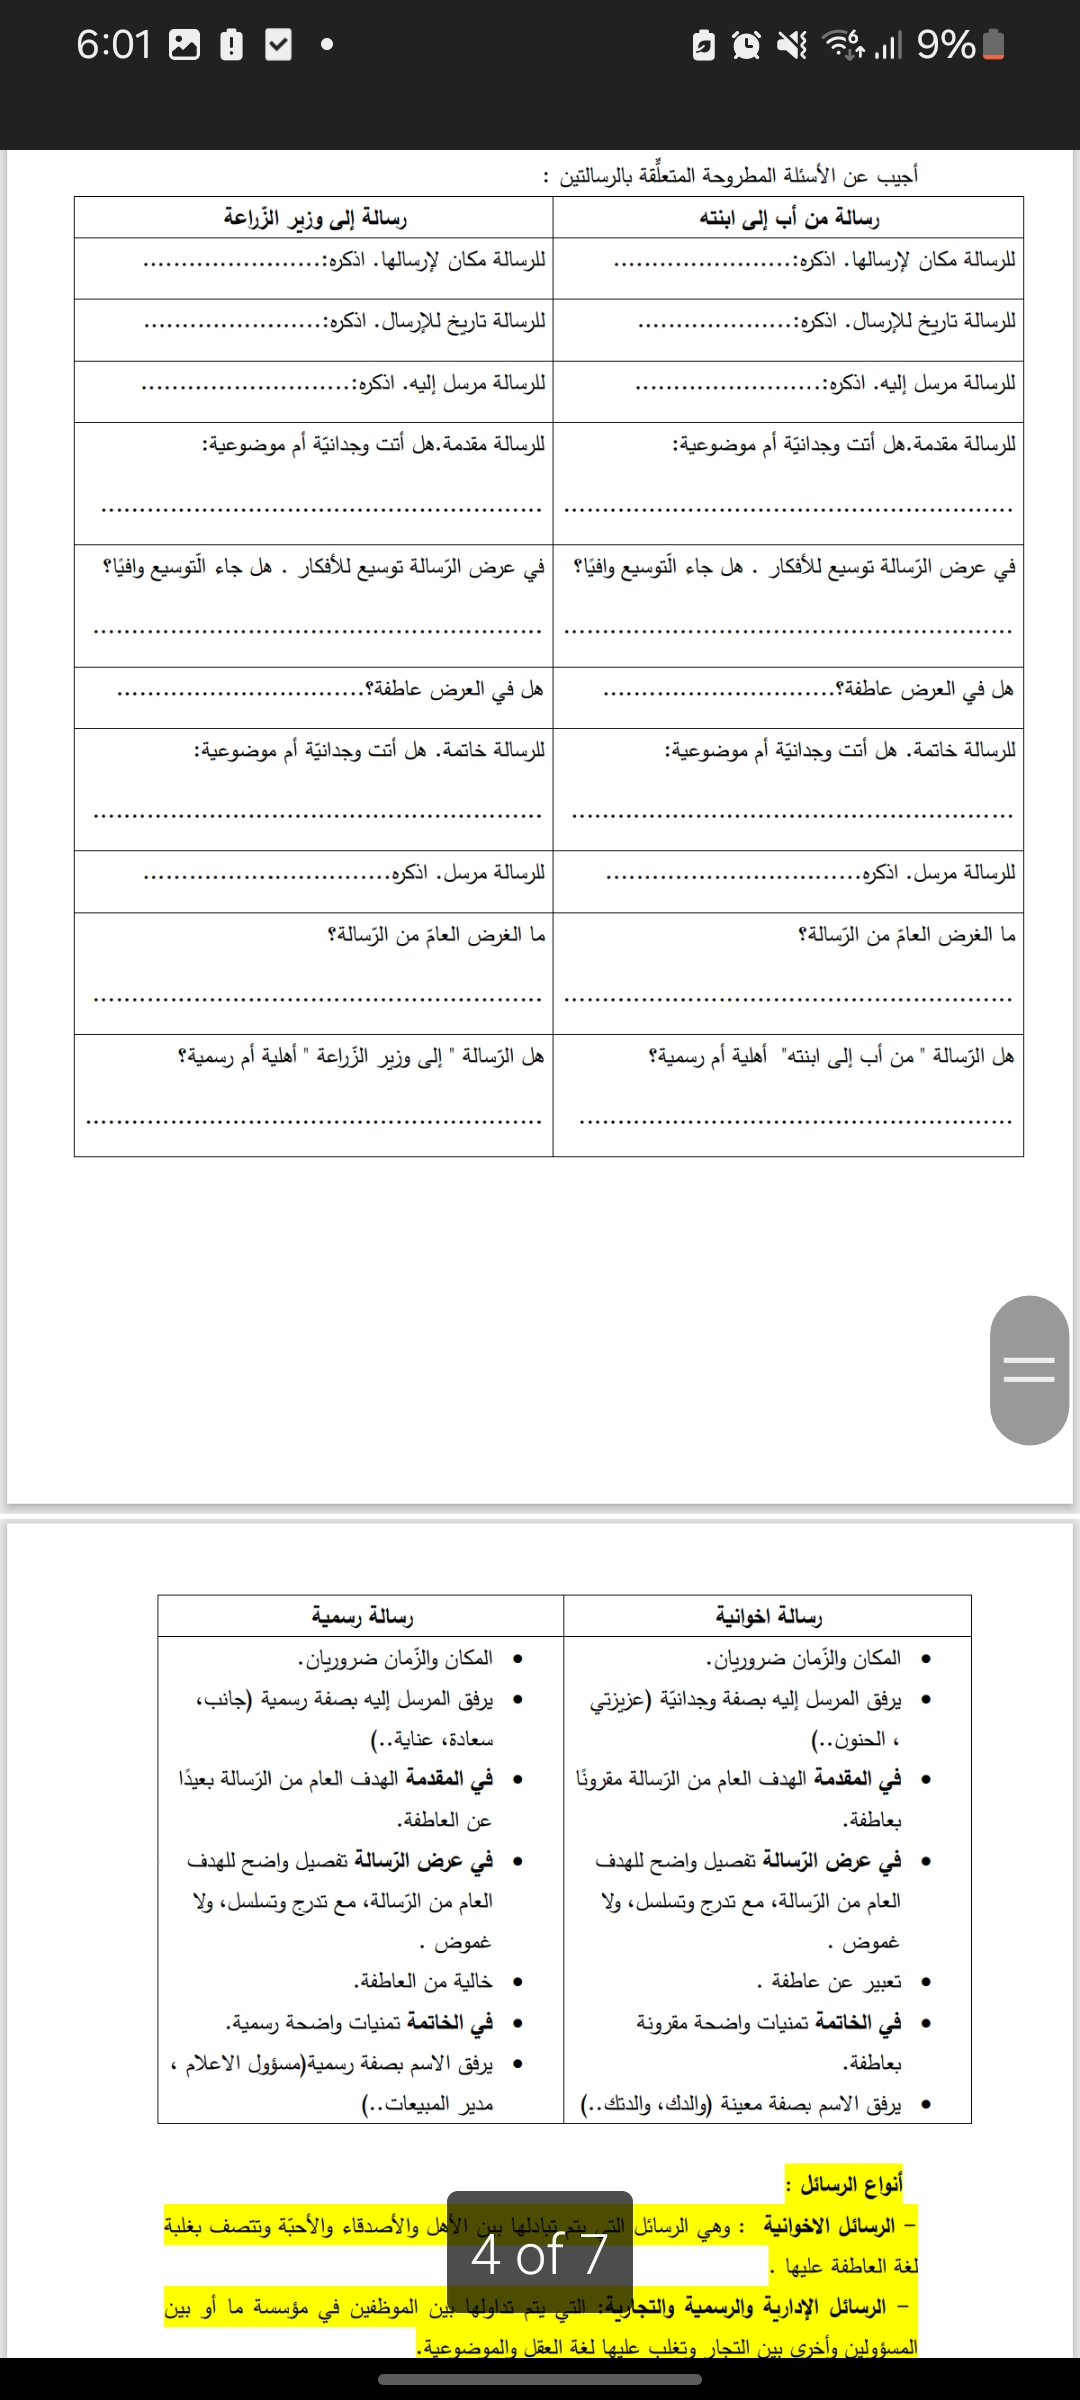 6:01
9%
أجيب عن الأسئلة المطروحة المتعلّقة بالرسالتين :
رسالة من أب إلى ابنته
رسالة إلى وزير الزّراعة
للرسالة مكان لإرسالها. اذكره:.......................
للرسالة مكان لإرسالها. اذكره:.......................
للرسالة تاريخ للإرسال. اذكره:....................
للرسالة تاريخ للإرسال. اذكره:.......................
للرسالة مرسل إليه. اذكره:........................
للرسالة مرسل إليه. اذكره:...........................
للرسالة مقدمة.هل أتت وجدانيّة أم موضوعية:
..........................................................
للرسالة مقدمة.هل أتت وجدانيّة أم موضوعية:
.........................................................
في عرض الرّسالة توسيع للأفكار . هل جاء الّتوسيع وافيًا؟
..........................................................
في عرض الرّسالة توسيع للأفكار . هل جاء الّتوسيع وافيًا؟
..........................................................
هل في العرض عاطفة؟..............................
هل في العرض عاطفة؟................................
للرسالة خاتمة. هل أتت وجدانيّة أم موضوعية:
.........................................................
للرسالة خاتمة. هل أتت وجدانيّة أم موضوعية:
..........................................................
للرسالة مرسل. اذكره.................................
للرسالة مرسل. اذكره................................
ما الغرض العامّ من الرّسالة؟
..........................................................
ما الغرض العامّ من الرّسالة؟
..........................................................
هل الرّسالة " من أب إلى ابنته" أهلية أم رسمية؟
........................................................
هل الرّسالة " إلى وزير الزّراعة " أهلية أم رسمية؟
...........................................................
رسالة اخوانية
رسالة رسمية
• المكان والزّمان ضروريان.
• يرفق المرسل إليه بصفة وجدانيّة (عزيزتي
، الحنون..)
• في المقدمة الهدف العام من الرّسالة مقرونًا
بعاطفة.
• في عرض الرّسالة تفصيل واضح للهدف
العام من الرّسالة، مع تدرج وتسلسل، ولا
غموض .
• تعبير عن عاطفة .
• في الخاتمة تمنيات واضحة مقرونة
بعاطفة.
• يرفق الاسم بصفة معينة (والدك، والدتك..)
• المكان والزّمان ضروريان.
• يرفق المرسل إليه بصفة رسمية (جانب،
سعادة، عناية..)
• في المقدمة الهدف العام من الرّسالة بعيدًا
عن العاطفة.
• في عرض الرّسالة تفصيل واضح للهدف
العام من الرّسالة، مع تدرج وتسلسل، ولا
غموض .
• خالية من العاطفة.
• في الخاتمة تمنيات واضحة رسمية.
• يرفق الاسم بصفة رسمية(مسؤول الاعلام ،
مدير المبيعات..)
أنواع الرسائل :
- الرسائل الاخوانية : وهي الرسائل التي يتم تبادلها بين الأهل والأصدقاء والأحبّة وتتصف بغلبة
لغة العاطفة عليها .
- الرسائل الإدارية والرسمية والتجارية: التي يتم تداولها بين الموظفين في مؤسسة ما أو بين
المسؤولين وأخرى بين التجار وتغلب عليها لغة العقل والموضوعية.
4 of 7